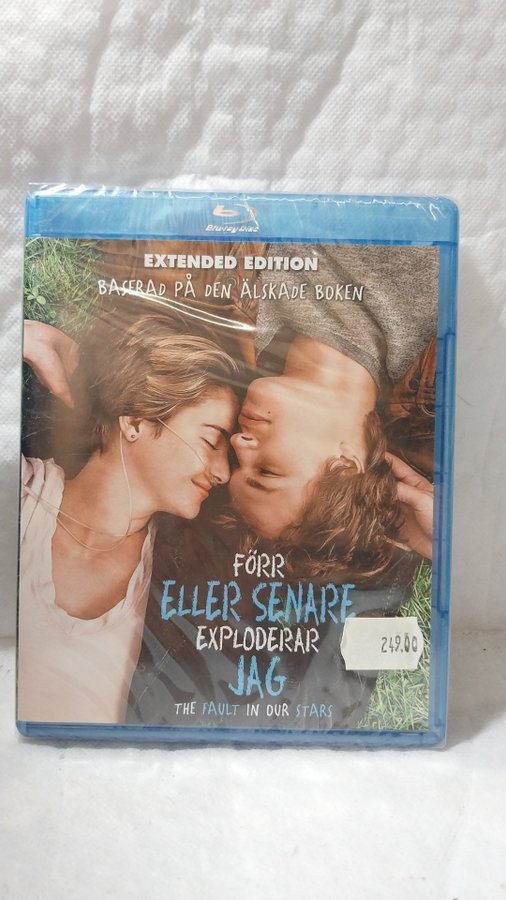 Blu-ray Disc
EXTENDED EDITION
BASERAD PÅ DEN ÄLSKADE BOKEN
FÖRR
ELLER SENARE
EXPLODERAR
JAG
THE FAULT IN OUR STARS
249.00